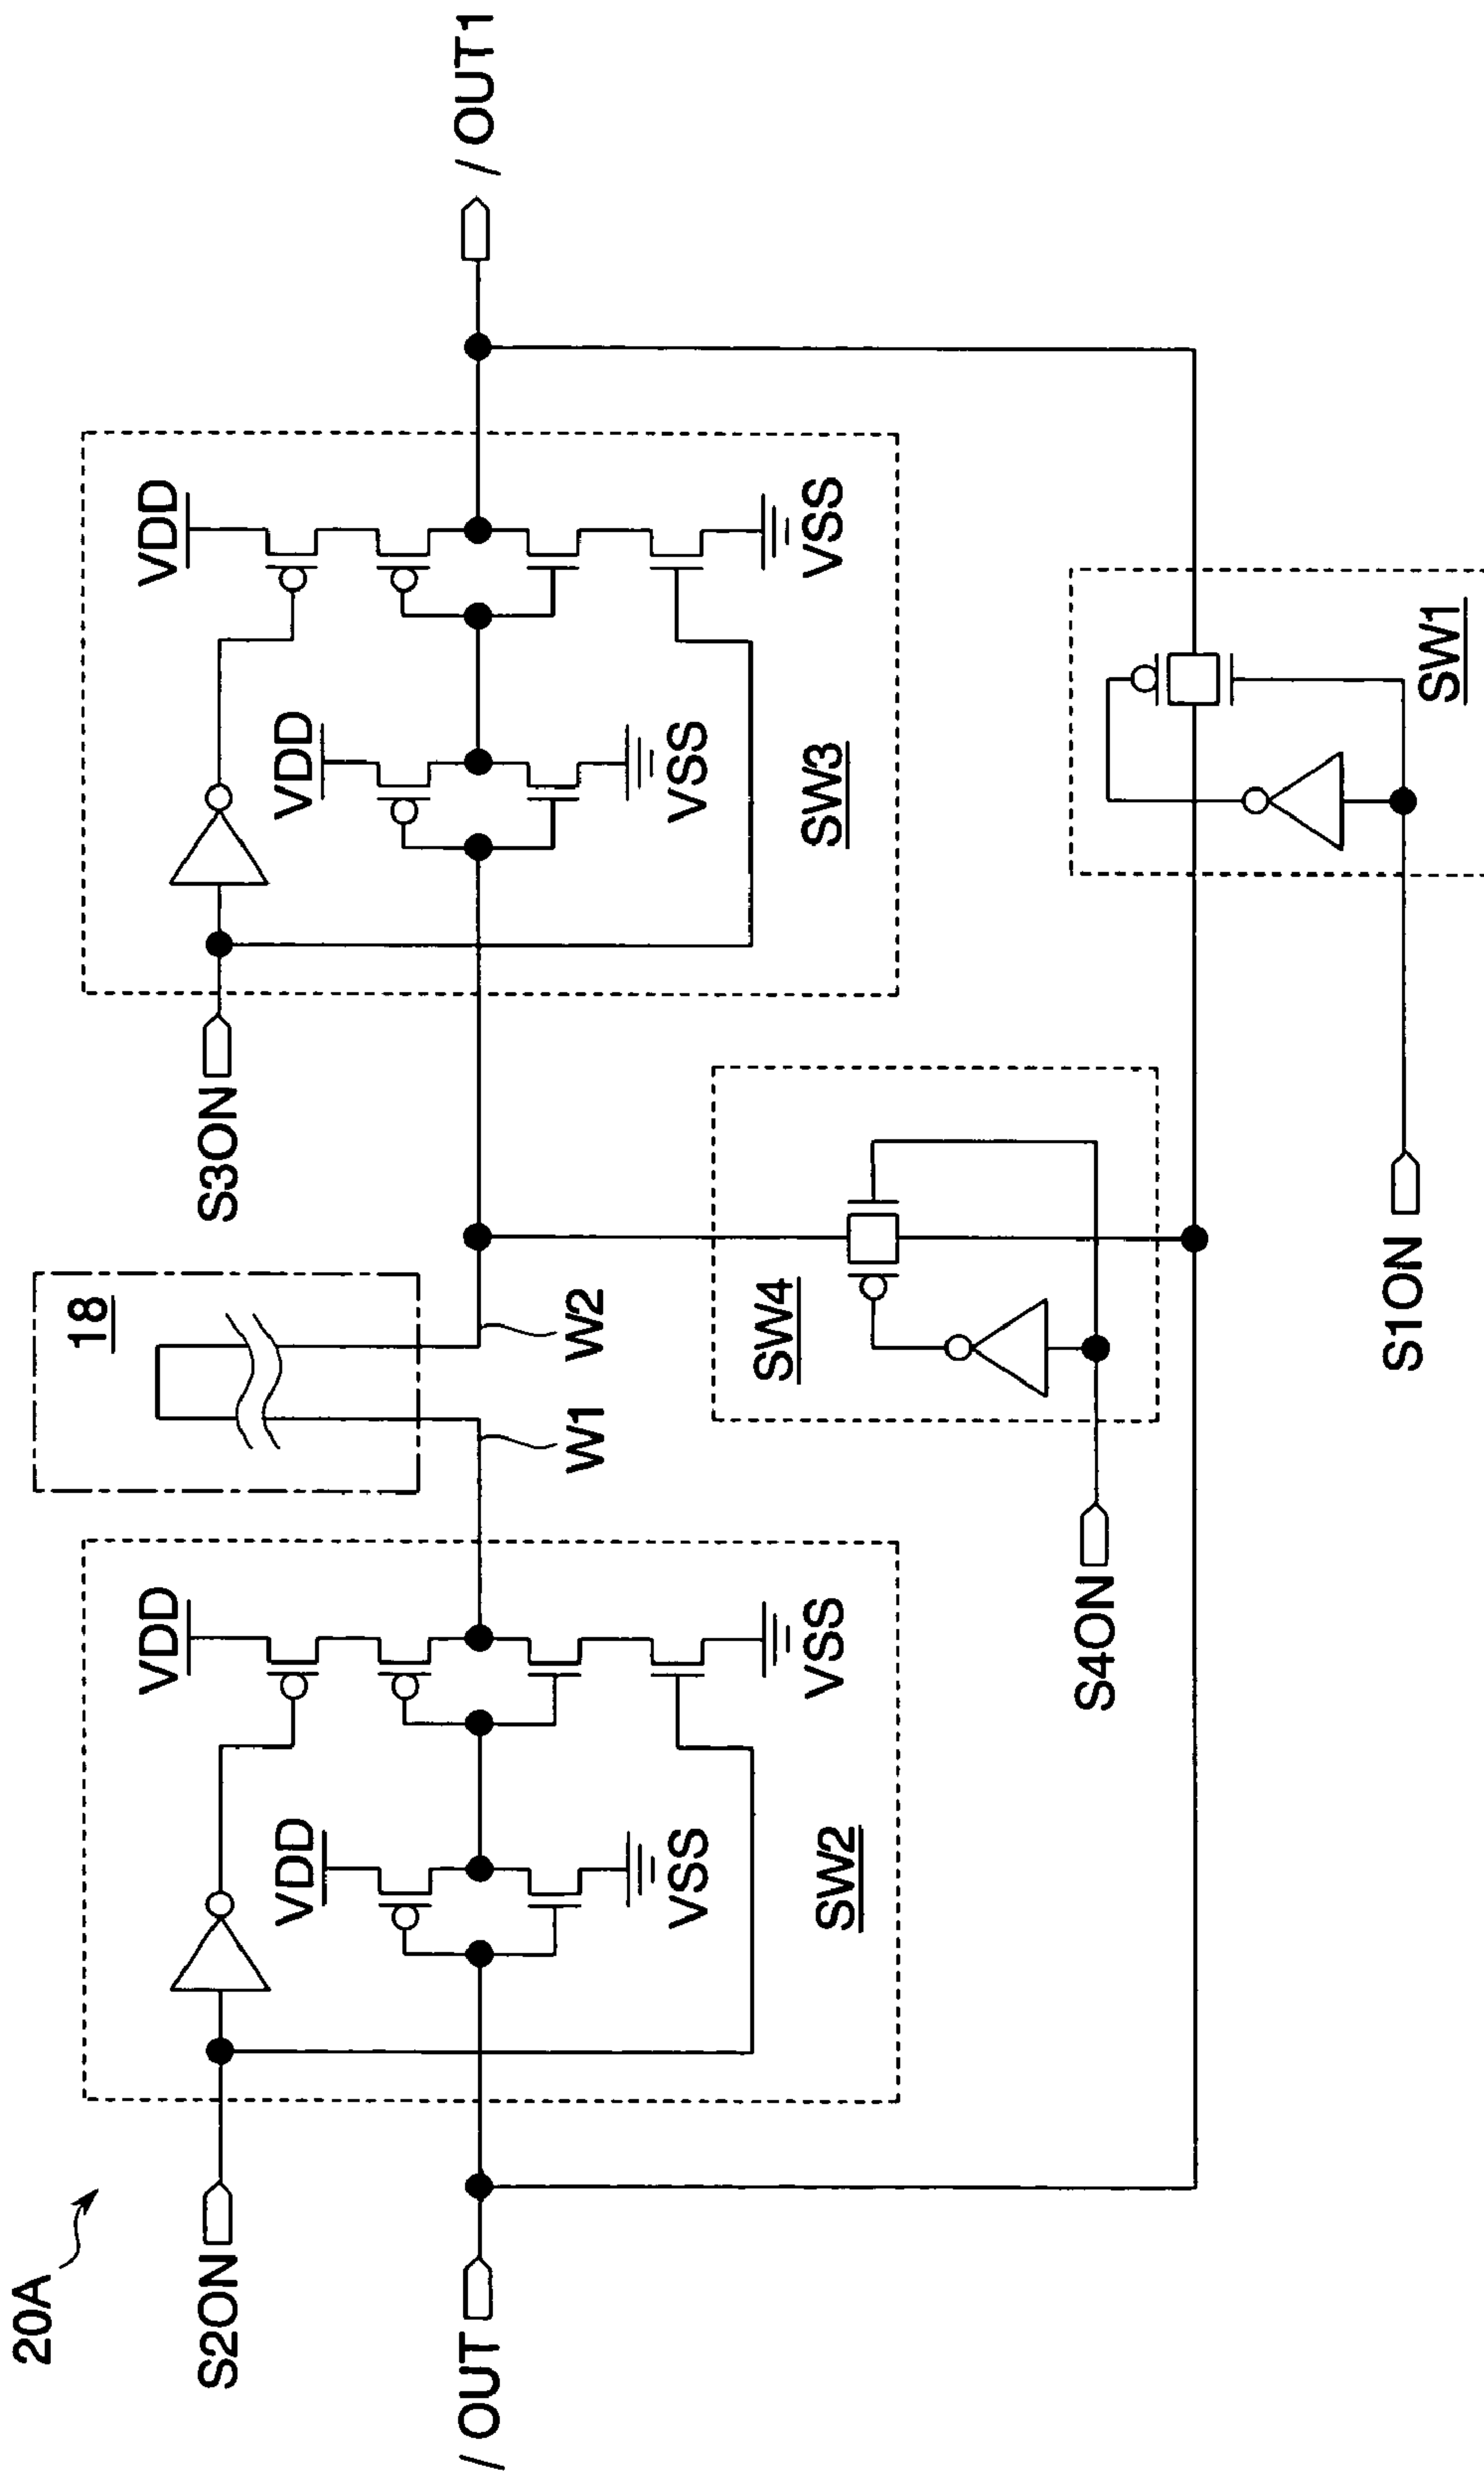 20A
S2ON
/ OUT
VDD
VDD
VSS
VSS
SW2
18
W1
W2
S3ON
VDD
VDD
VSS
VSS
SW3
/ OUT1
SW4
S4ON
SW1
S1ON